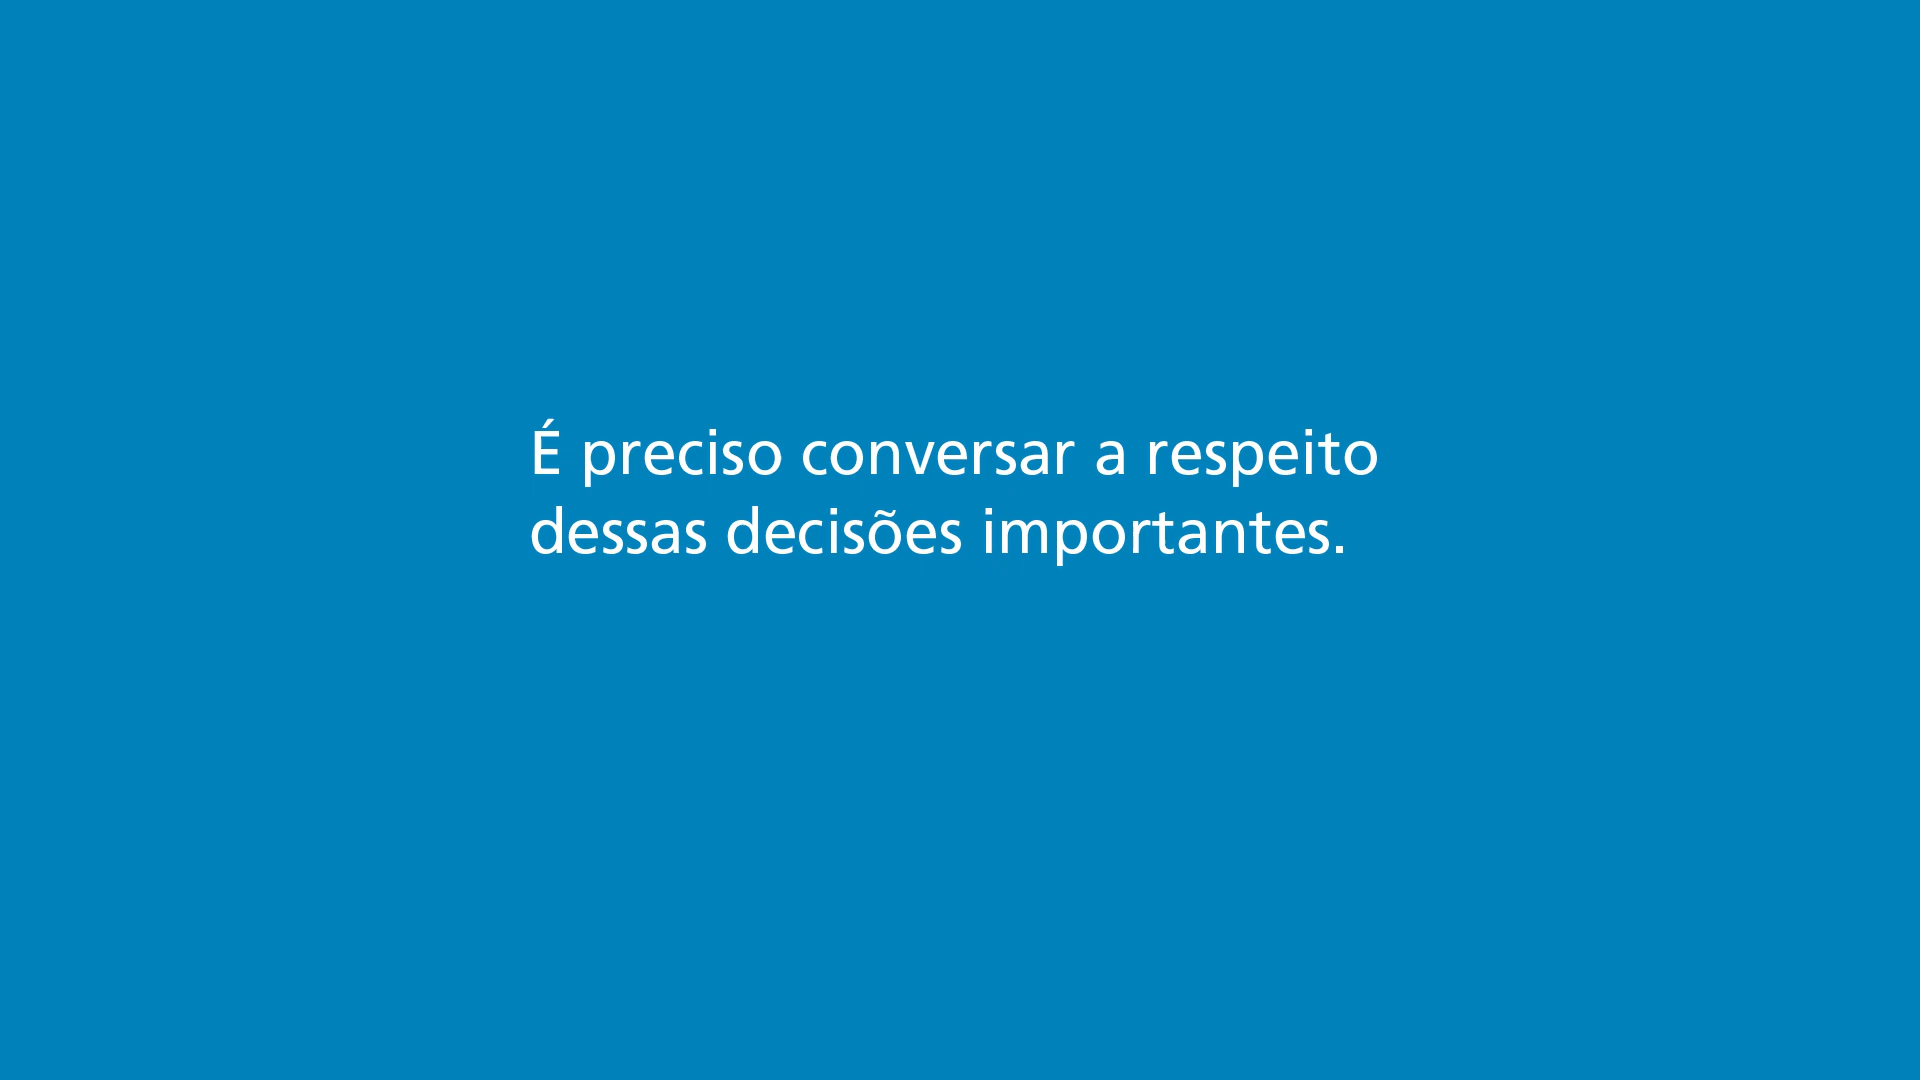 É preciso conversar a respeito
dessas decisões importantes.